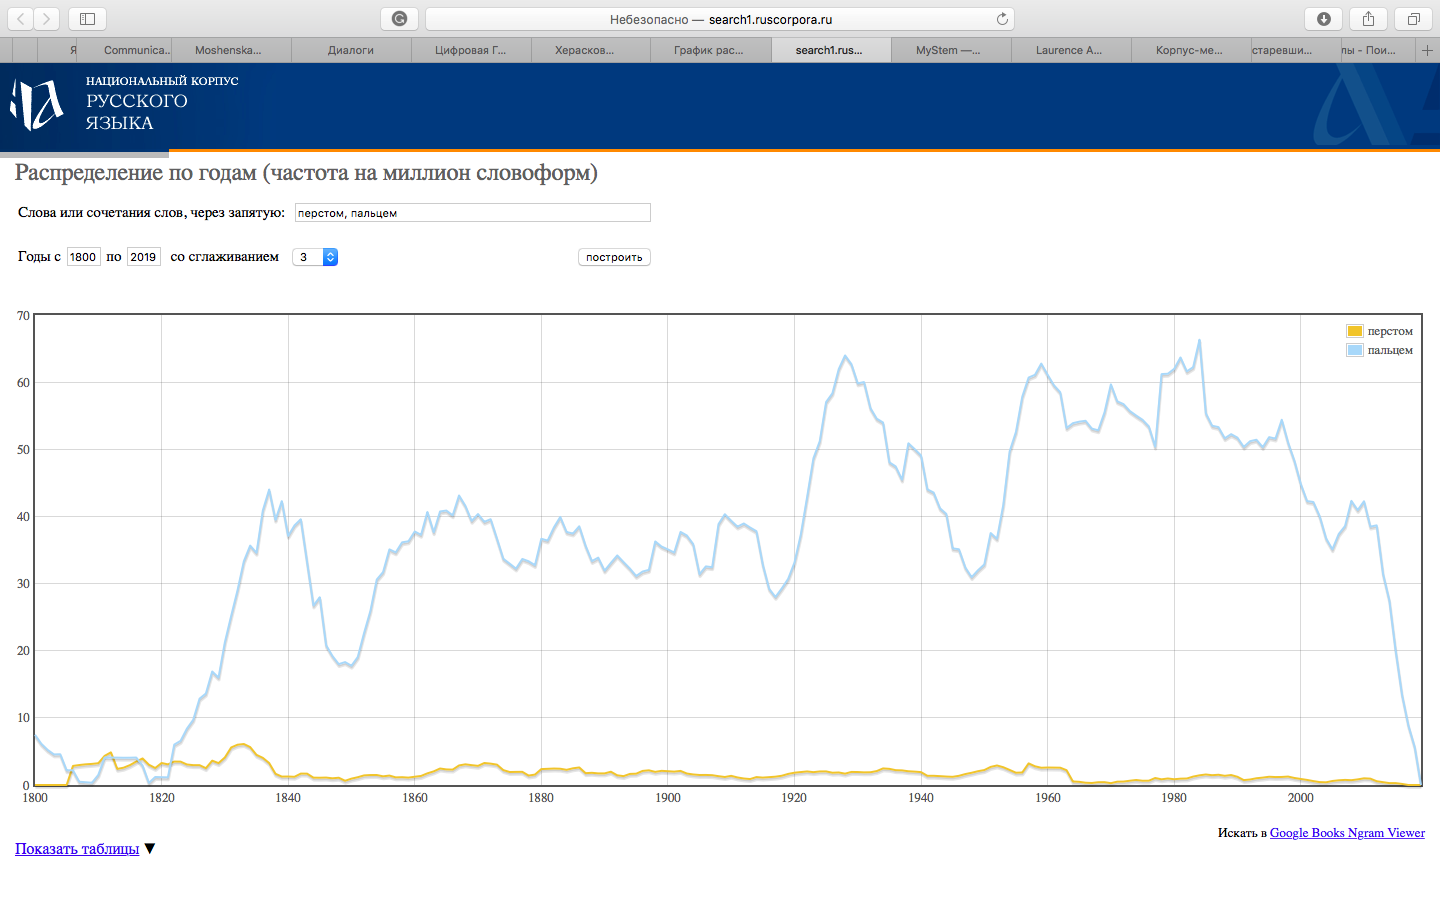 Небезопасно — search1.ruscorpora.ru
Я Communica... Moshenska... Диалоги Цифровая Г... Херасков... График рас... search1.rus... MyStem —... Laurence A... Корпус-ме... старевши... лы - Пои...
НАЦИОНАЛЬНЫЙ КОРПУС
РУССКОГО
ЯЗЫКА
Распределение по годам (частота на миллион словоформ)
Слова или сочетания слов, через запятую: перстом, пальцем
Годы с 1800 по 2019 со сглаживанием 3 построить
70
перстом
пальцем
60
50
40
30
20
10
0
1800 1820 1840 1860 1880 1900 1920 1940 1960 1980 2000
Искать в Google Books Ngram Viewer
Показать таблицы ▼